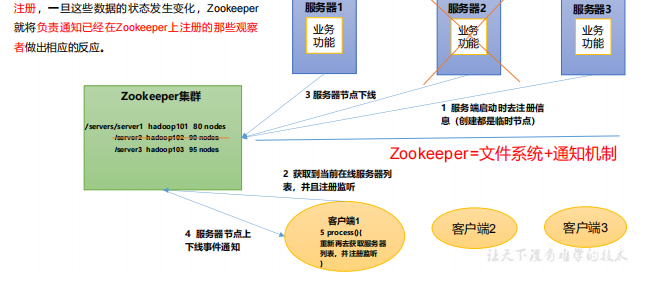 注册，一旦这些数据的状态发生变化，Zookeeper
就将负责通知已经在Zookeeper上注册的那些观察
者做出相应的反应。
服务器1
业务
功能
服务器2
业务
功能
服务器3
业务
功能
3 服务器节点下线
1 服务端启动时去注册信
息（创建都是临时节点）
Zookeeper集群
/servers/server1 hadoop101 80 nodes
/server2 hadoop102 90 nodes
/server3 hadoop103 95 nodes
Zookeeper=文件系统+通知机制
2 获取到当前在线服务器列
表，并且注册监听
4 服务器节点上
下线事件通知
客户端1
5 process(){
重新再去获取服务器
列表，并注册监听
}
客户端2
客户端3
让天下没有难学的技术